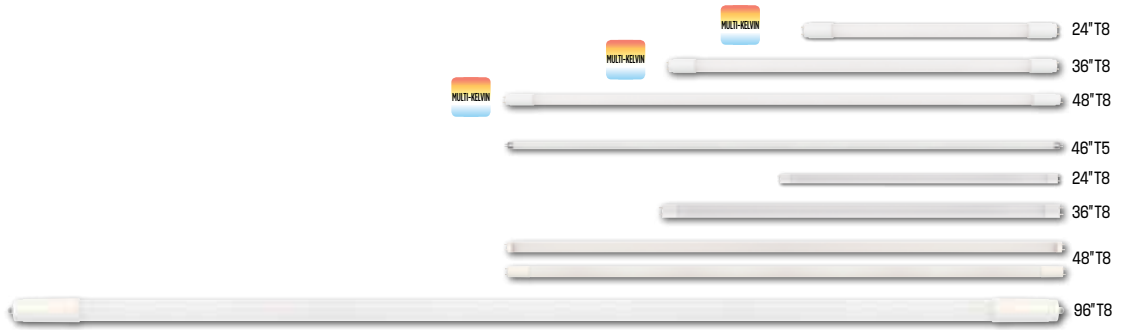 MULTI-KELVIN 24"T8
MULTI-KELVIN 36"T8
MULTI-KELVIN 48"T8
46"T5
24"T8
36"T8
48"T8
96"T8